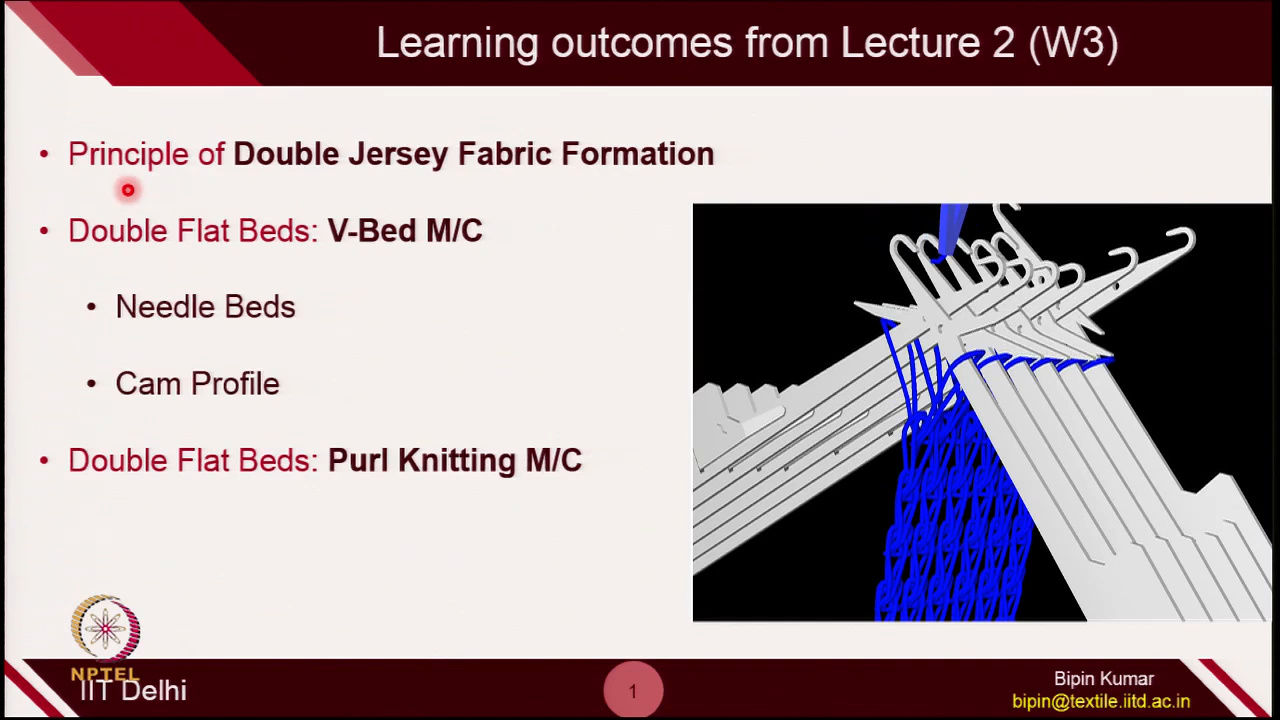 Learning outcomes from Lecture 2 (W3)
• Principle of Double Jersey Fabric Formation
• Double Flat Beds: V-Bed M/C
• Needle Beds
• Cam Profile
• Double Flat Beds: Purl Knitting M/C
NPTEL
IIT Delhi
1
Bipin Kumar
bipin@textile.iitd.ac.in